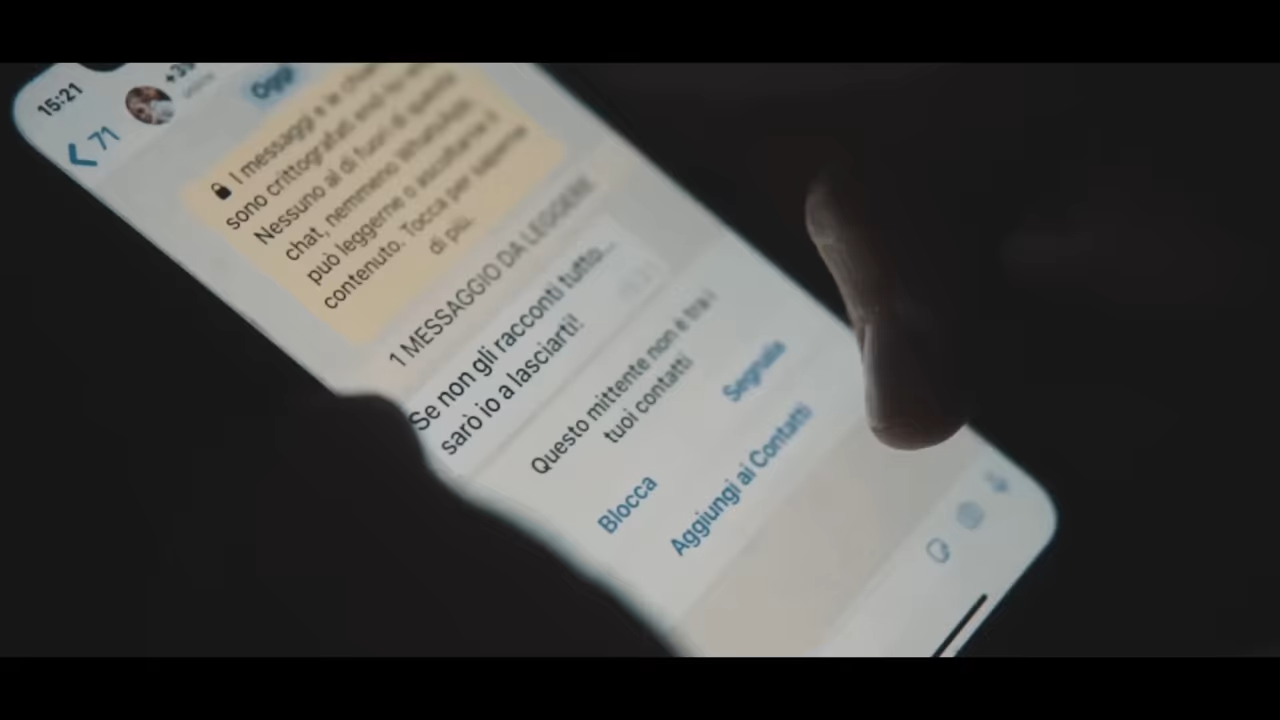 15:21
71
+39
Oggi
I messaggi e le
sono crittografati end-to-
Nessuno al di fuori di questa
chat, nemmeno WhatsApp,
può leggerne o ascoltarne il
contenuto. Tocca per saperne
di più.
1 MESSAGGIO DA LEGGERE
Se non gli racconti tutto...
sarò io a lasciarti!
Questo mittente non è tra i
tuoi contatti
Blocca
Segnala
Aggiungi ai Contatti